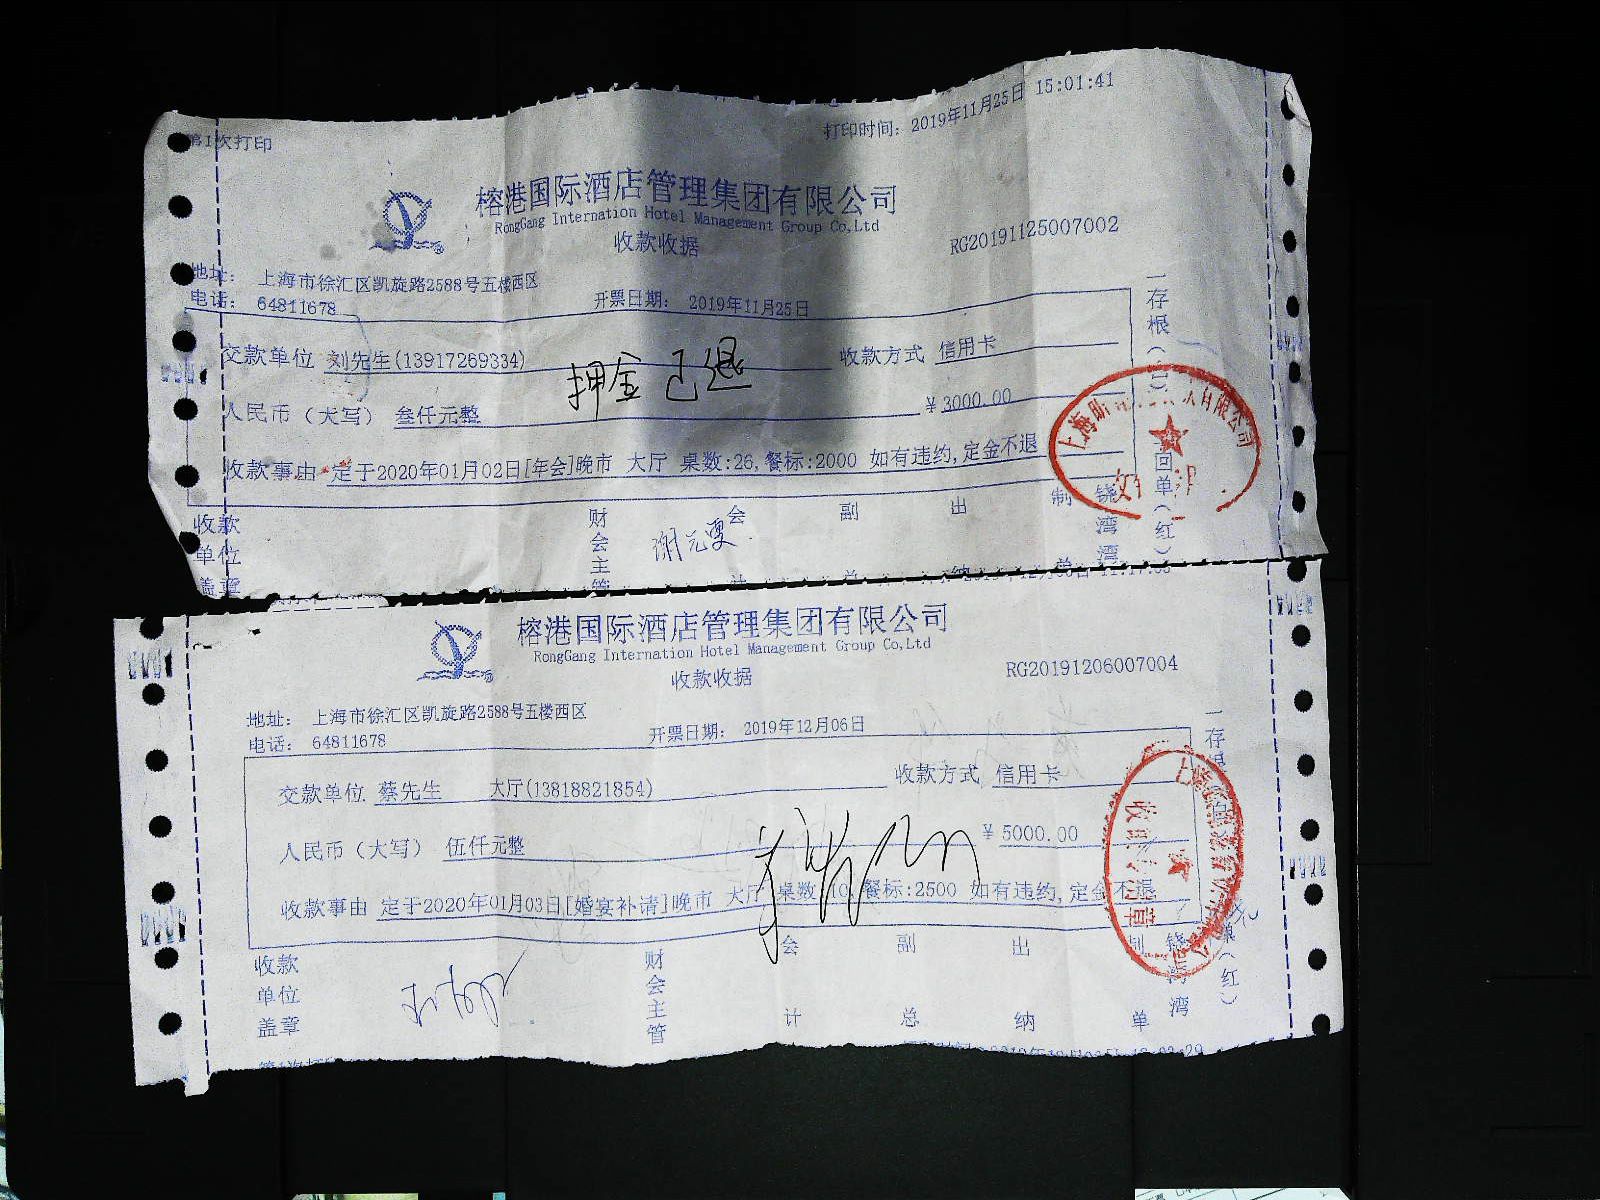 第1次打印
打印时间：2019年11月25日 15:01:41
榕港国际酒店管理集团有限公司
RongGang Internation Hotel Management Group Co,Ltd
收款收据
RG20191125007002
地址： 上海市徐汇区凯旋路2588号五楼西区
电话： 64811678
开票日期： 2019年11月25日
交款单位 刘先生(13917269334)
收款方式 信用卡
押金已退
人民币（大写） 叁仟元整
¥3000.00
收款事由 定于2020年01月02日[年会]晚市 大厅 桌数:26,餐标:2000 如有违约,定金不退
收款单位盖章
财会主管
会计
副总
出纳
制单
饶湾湾
榕港国际酒店管理集团有限公司
RongGang Internation Hotel Management Group Co,Ltd
收款收据
RG20191206007004
地址： 上海市徐汇区凯旋路2588号五楼西区
电话： 64811678
开票日期： 2019年12月06日
交款单位 蔡先生 大厅(13818821854)
收款方式 信用卡
人民币（大写） 伍仟元整
¥5000.00
收款事由 定于2020年01月03日[婚宴补请]晚市 大厅 桌数:10,餐标:2500 如有违约,定金不退
收款单位盖章
财会主管
会计
副总
出纳
制单
饶湾湾